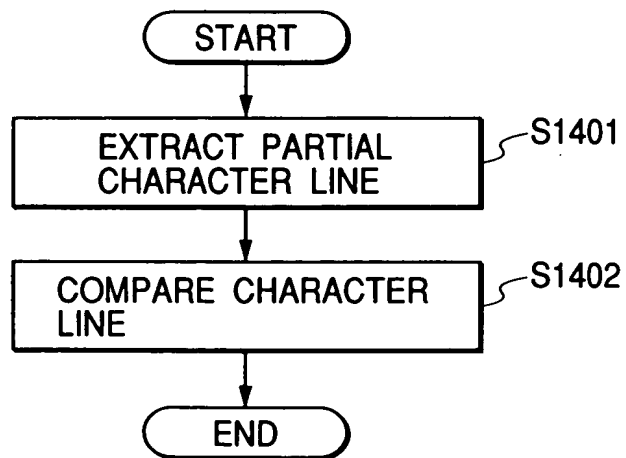 START
EXTRACT PARTIAL
CHARACTER LINE
S1401
COMPARE CHARACTER
LINE
S1402
END